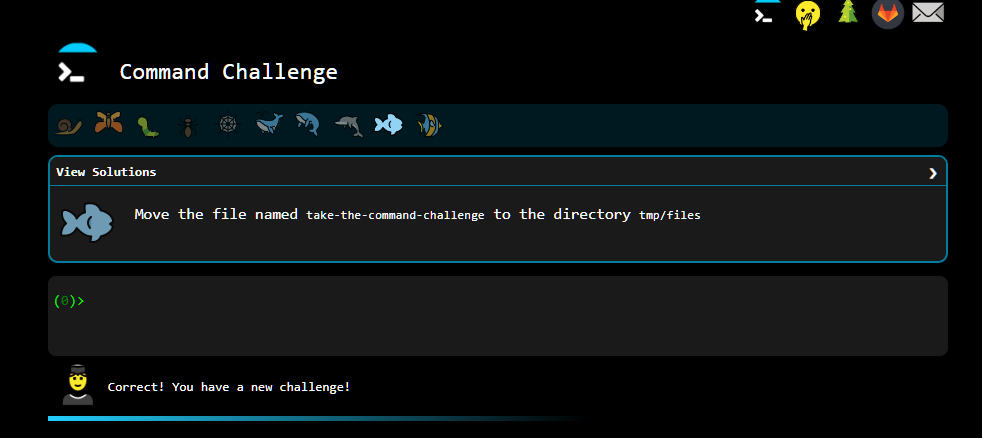 Command Challenge
View Solutions
Move the file named take-the-command-challenge to the directory tmp/files
(0)>
Correct! You have a new challenge!